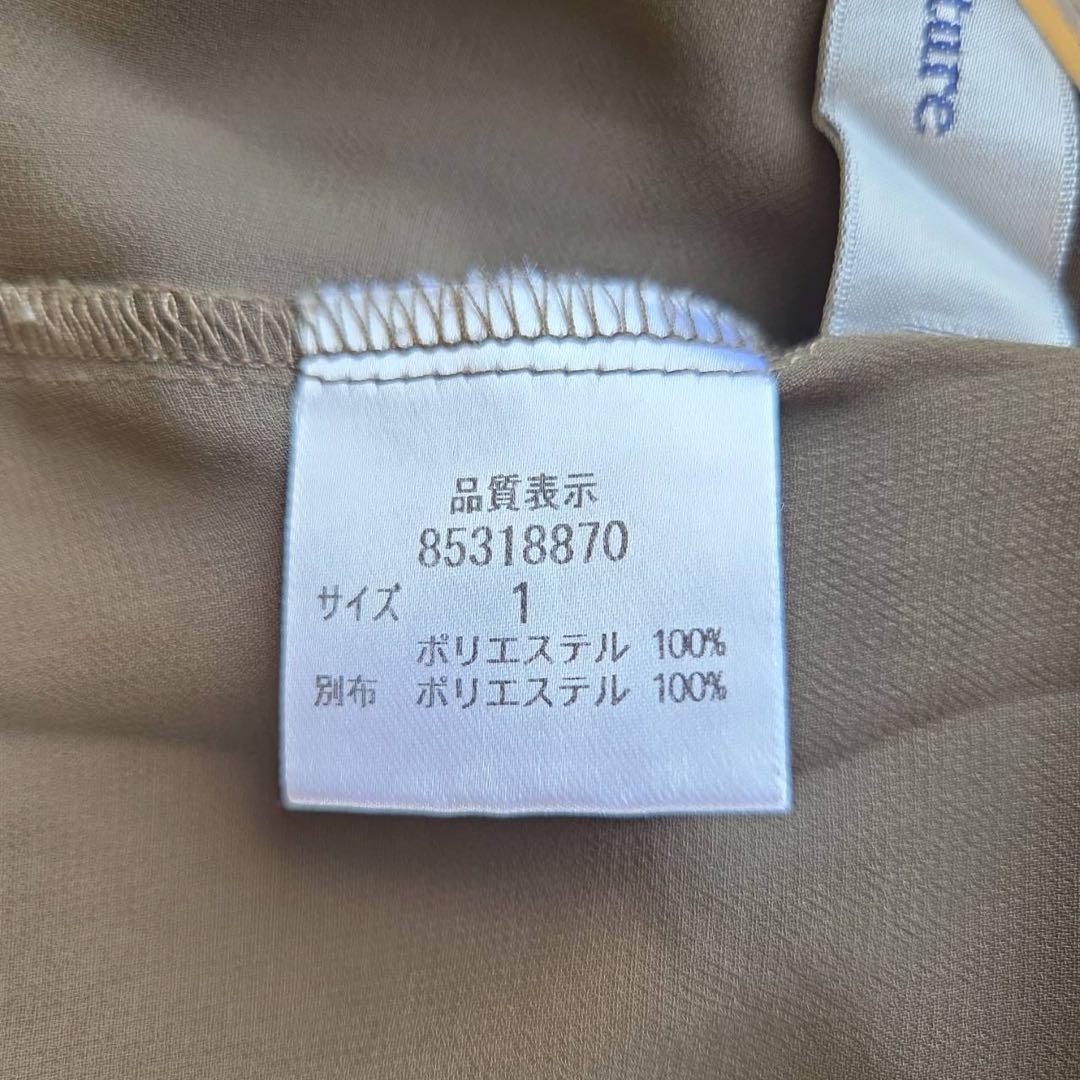 ture
品質表示
85318870
サイズ 1
ポリエステル 100%
別布 ポリエステル 100%